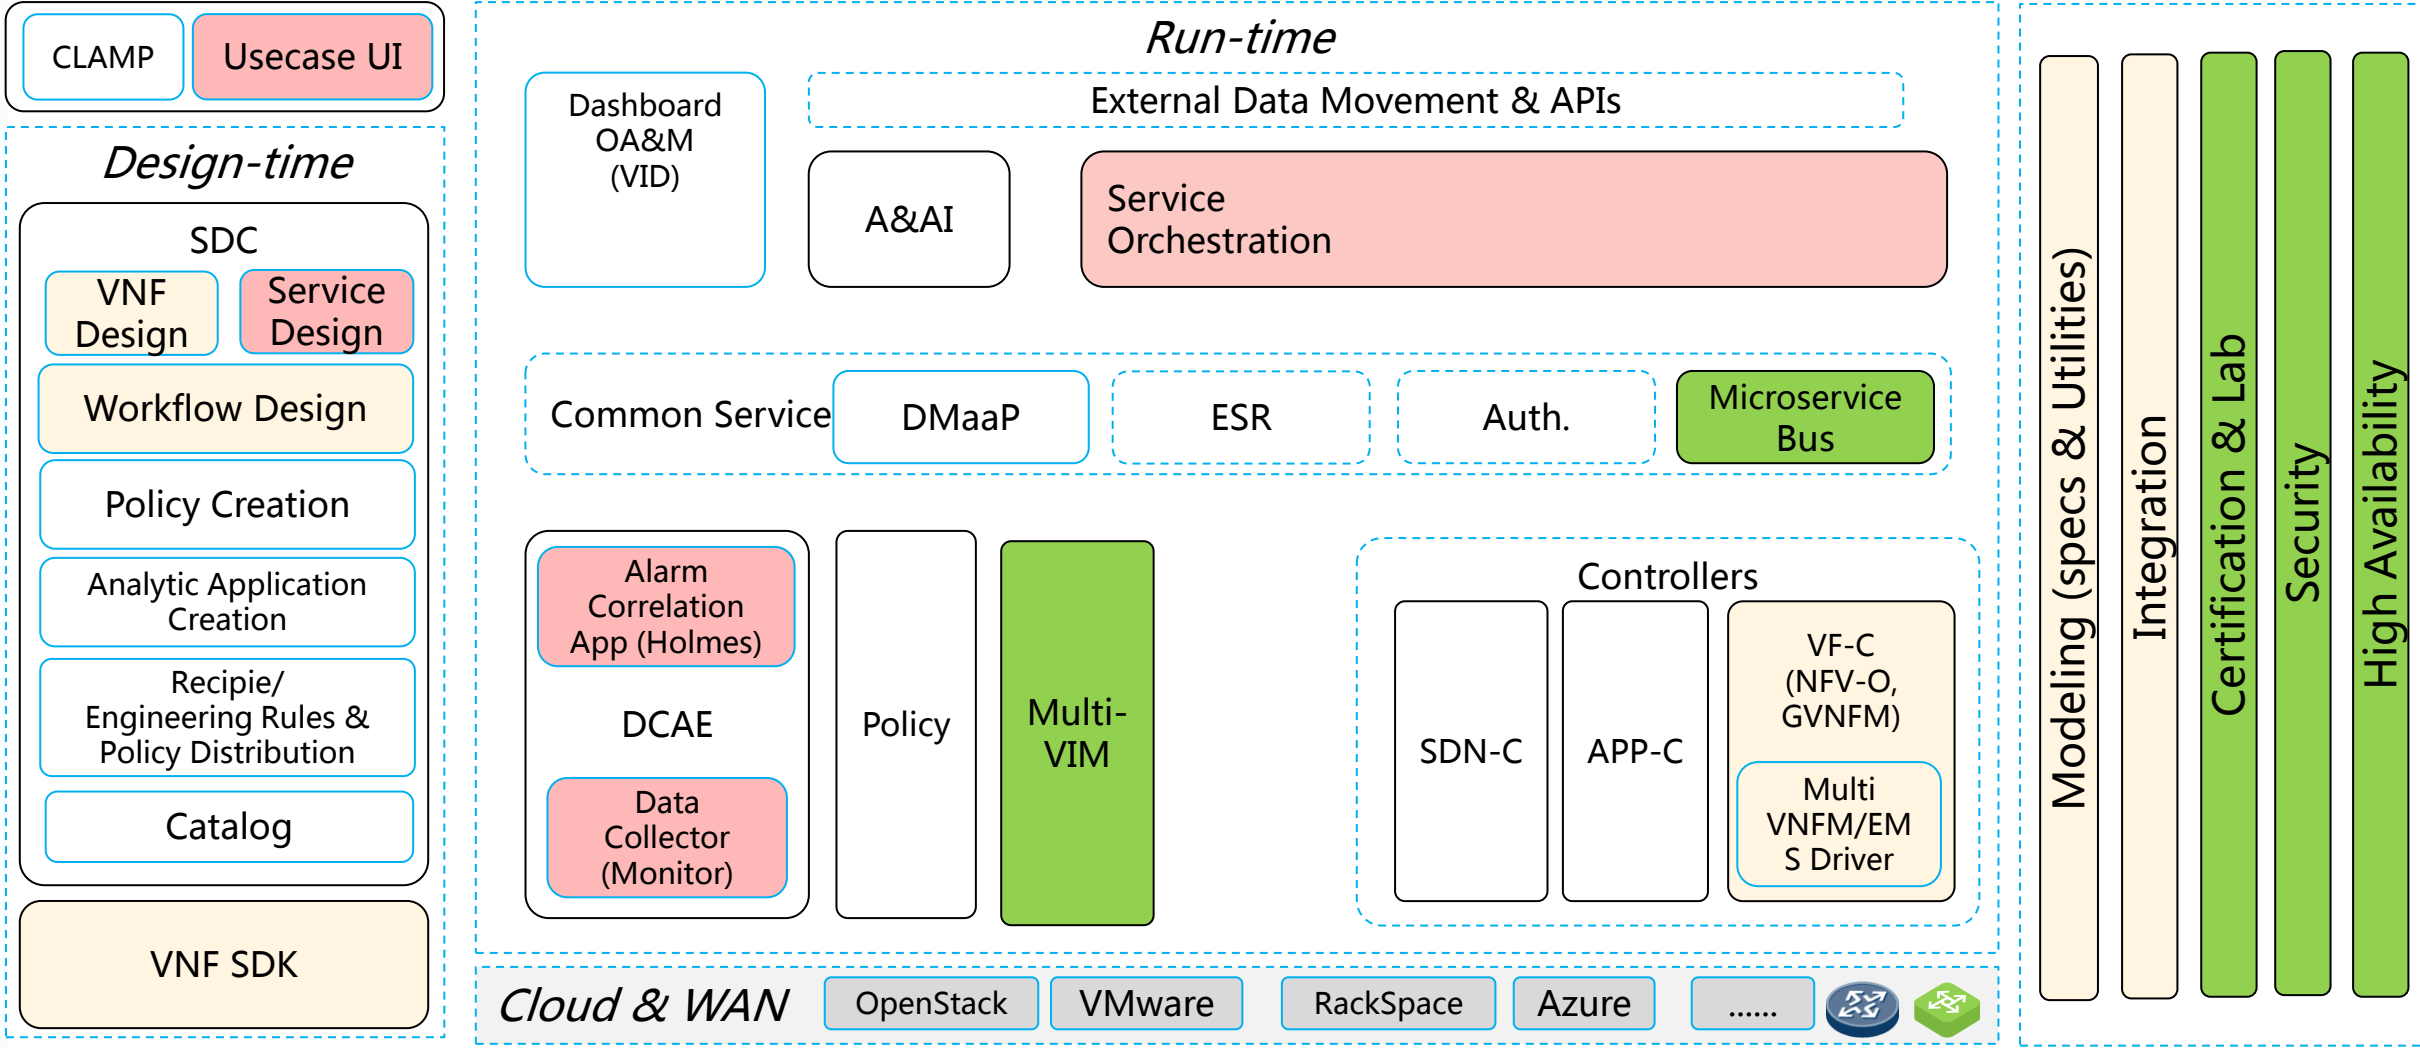 CLAMP
Usecase UI
Design-time
SDC
VNF
Design
Service
Design
Workflow Design
Policy Creation
Analytic Application
Creation
Recipie/
Engineering Rules &
Policy Distribution
Catalog
VNF SDK
Run-time
Dashboard
OA&M
(VID)
External Data Movement & APIs
A&AI
Service
Orchestration
Common Service
DMaaP
ESR
Auth.
Microservice
Bus
Alarm
Correlation
App (Holmes)
DCAE
Data
Collector
(Monitor)
Policy
Multi-
VIM
Controllers
SDN-C
APP-C
VF-C
(NFV-O,
GVNFM)
Multi
VNFM/EM
S Driver
Cloud & WAN
OpenStack
VMware
RackSpace
Azure
......
Modeling (specs & Utilities)
Integration
Certification & Lab
Security
High Availability